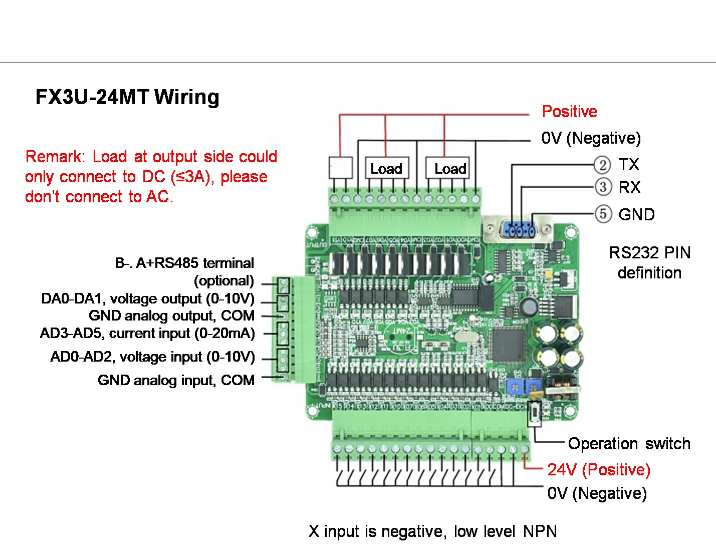 FX3U-24MT Wiring
Remark: Load at output side could
only connect to DC (≤3A), please
don't connect to AC.
Positive
0V (Negative)
Load
Load
② TX
③ RX
⑤ GND
RS232 PIN
definition
B-. A+RS485 terminal
(optional)
DA0-DA1, voltage output (0-10V)
GND analog output, COM
AD3-AD5, current input (0-20mA)
AD0-AD2, voltage input (0-10V)
GND analog input, COM
Operation switch
24V (Positive)
0V (Negative)
X input is negative, low level NPN